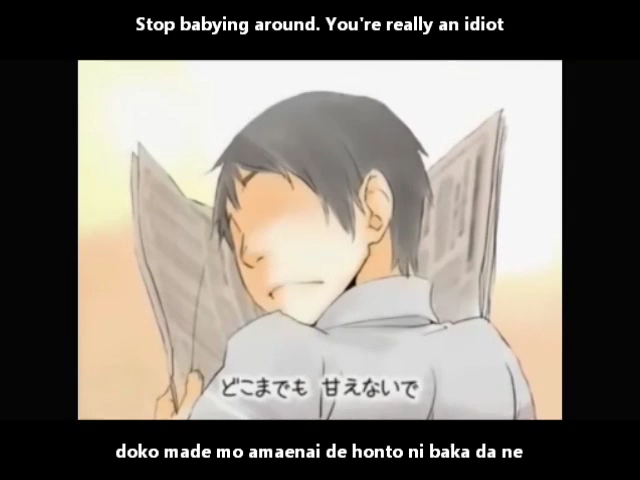 Stop babying around. You're really an idiot
どこまでも 甘えないで
doko made mo amaenai de honto ni baka da ne